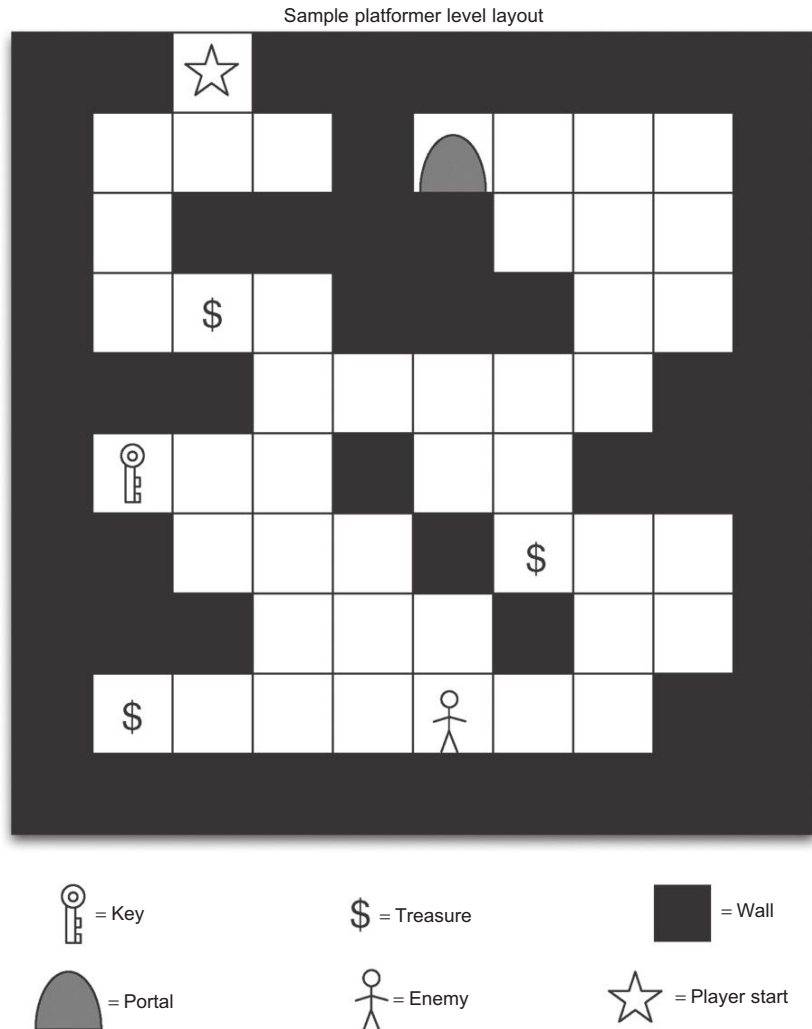 Sample platformer level layout
$
$
$
= Key
$ = Treasure
= Wall
= Portal
= Enemy
= Player start